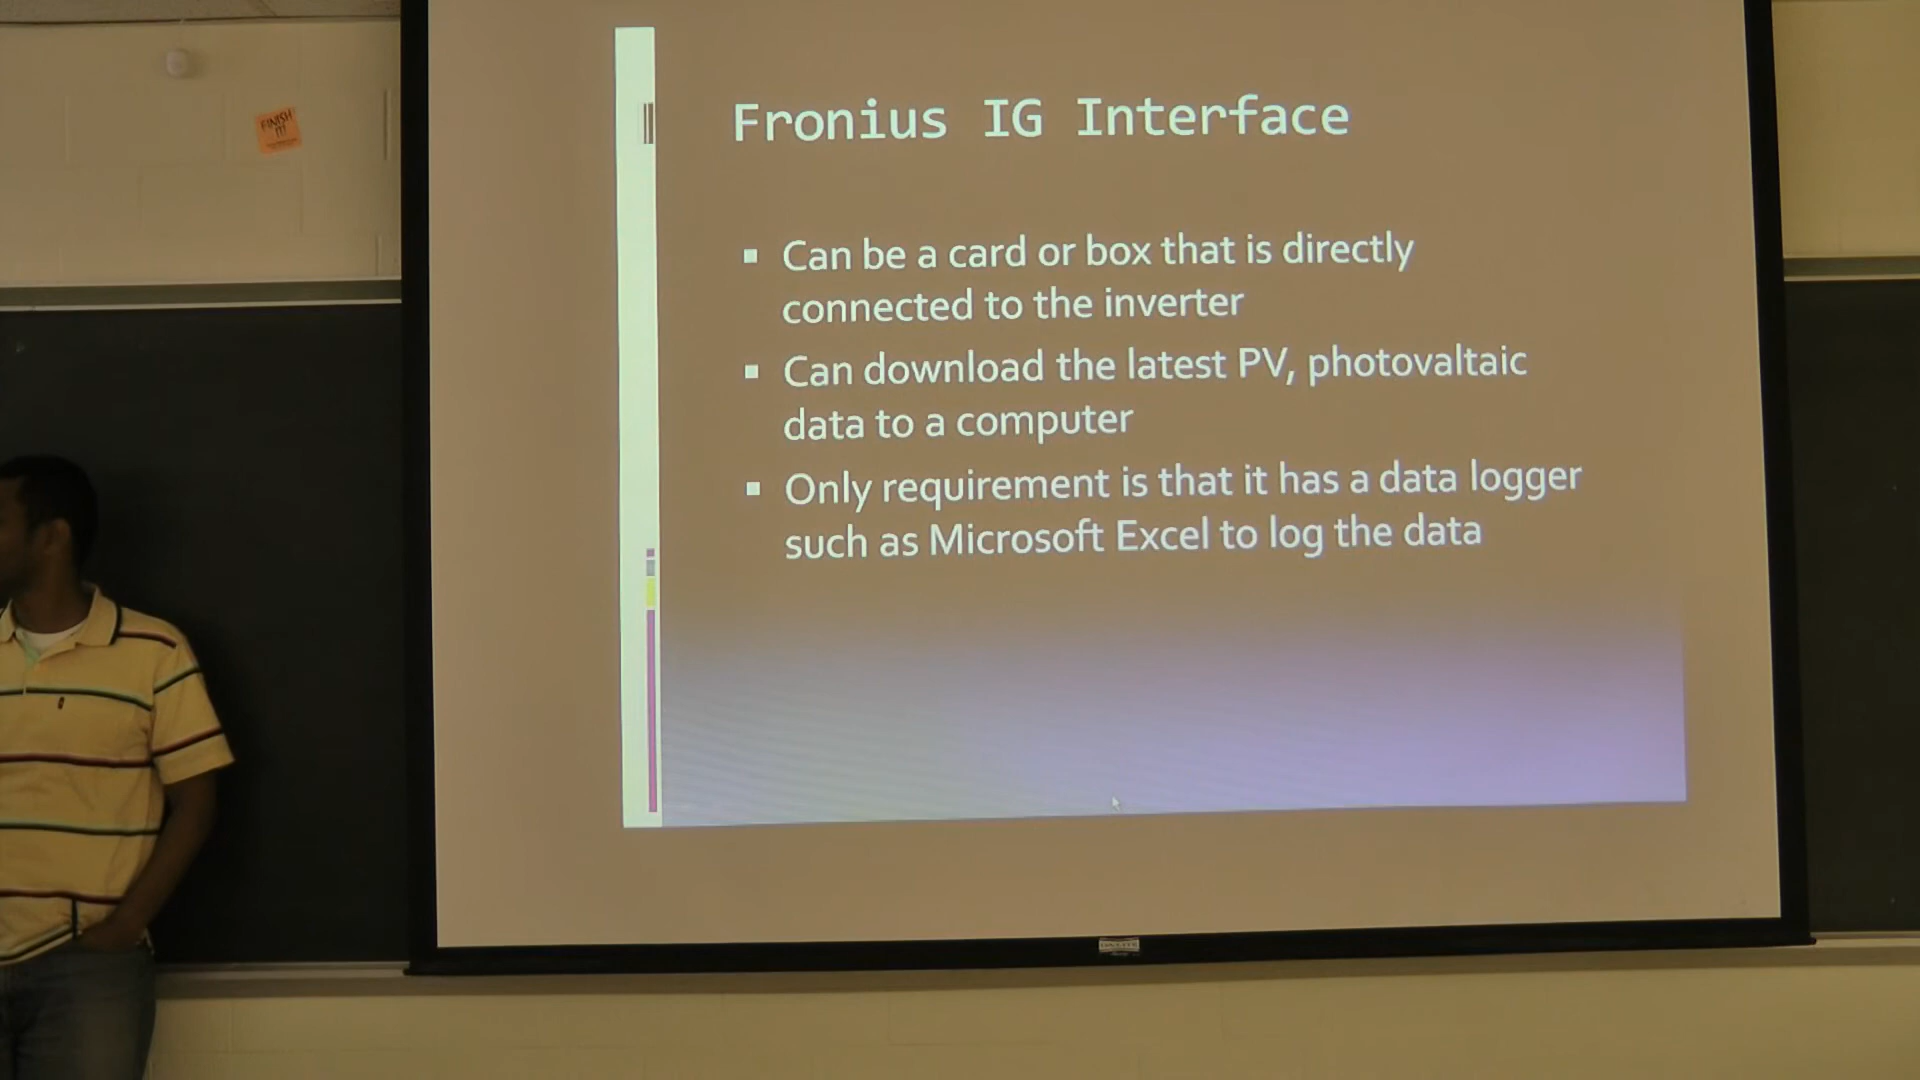 FINISH
IT!
Fronius IG Interface
▪ Can be a card or box that is directly
connected to the inverter
▪ Can download the latest PV, photovaltaic
data to a computer
▪ Only requirement is that it has a data logger
such as Microsoft Excel to log the data